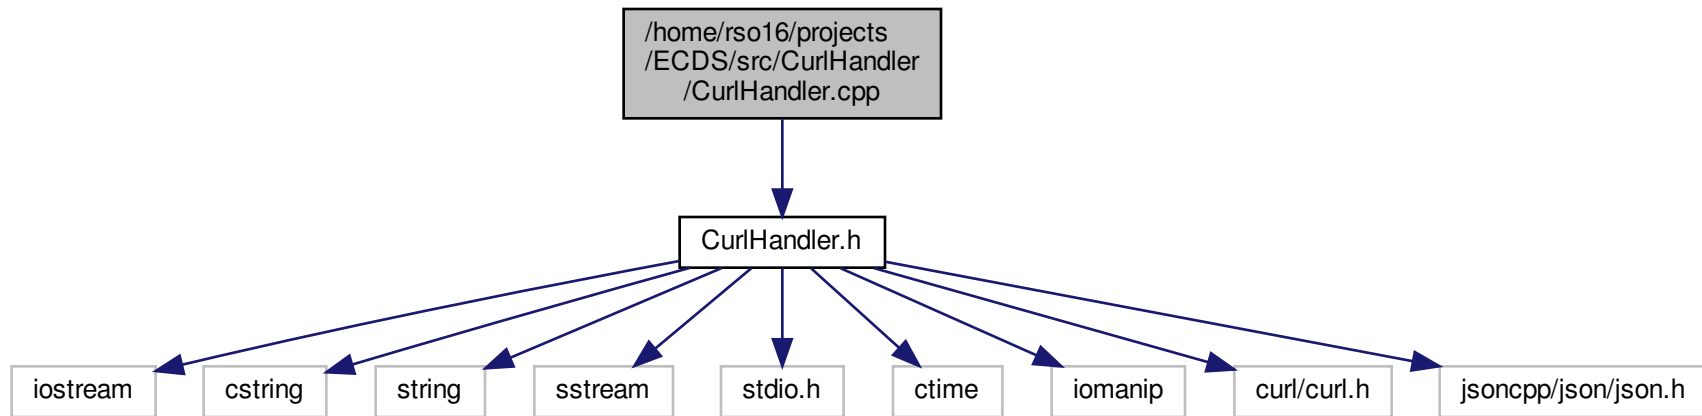 /home/rso16/projects
/ECDS/src/CurlHandler
/CurlHandler.cpp
CurlHandler.h
iostream
cstring
string
sstream
stdio.h
ctime
iomanip
curl/curl.h
jsoncpp/json/json.h